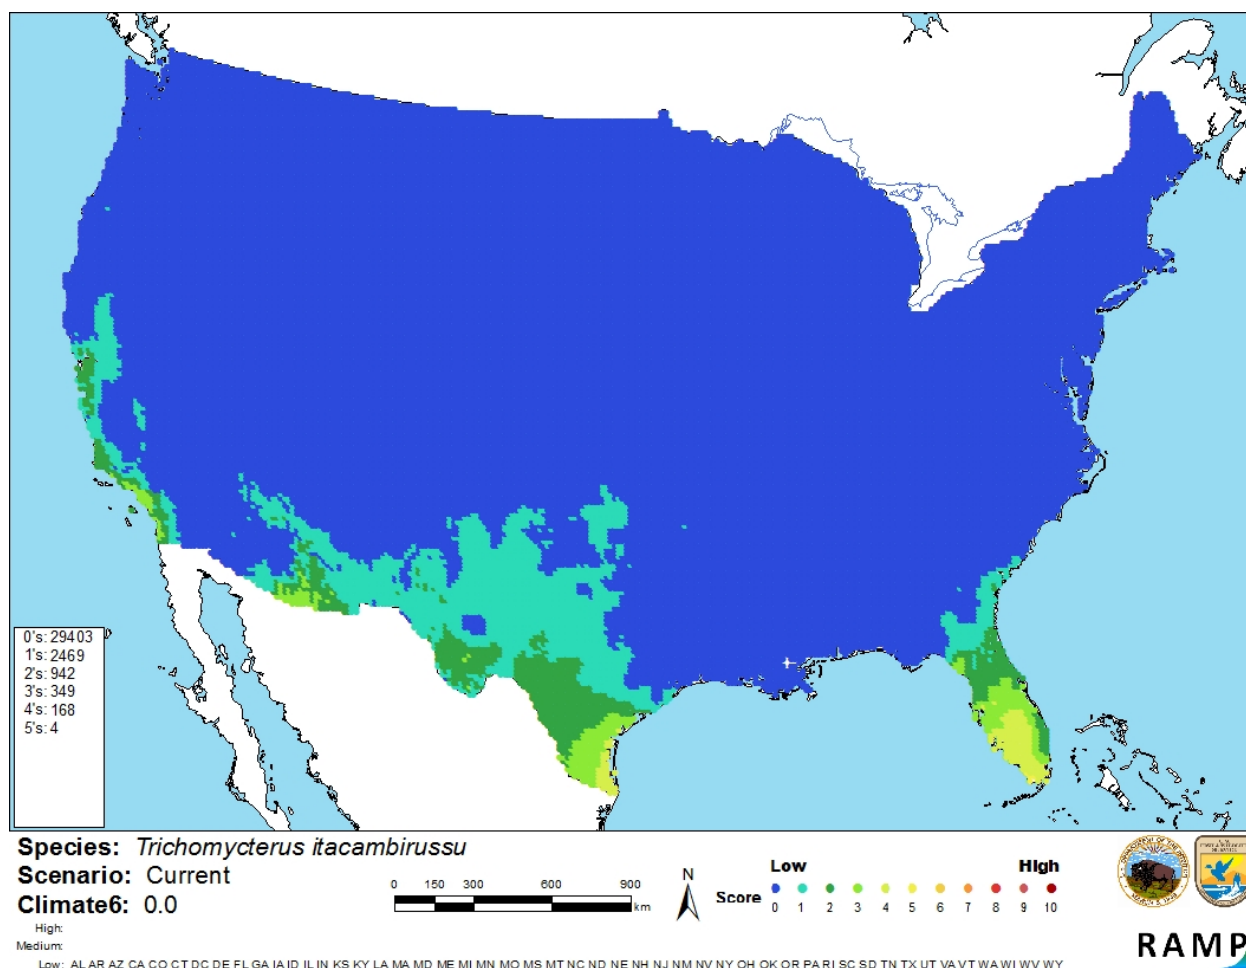 0's: 29403
1's: 2469
2's: 942
3's: 349
4's: 168
5's: 4
Species: Trichomycterus itacambirussu
Scenario: Current
Climate6: 0.0
High:
Medium:
Low: AL AR AZ CA CO CT DC DE FL GA IA ID IL IN KS KY LA MA MD ME MI MN MO MS MT NC ND NE NH NJ NM NV NY OH OK OR PA RI SC SD TN TX UT VA VT WA WI WV WY
0 150 300 600 900
km
N
Low High
Score
0 1 2 3 4 5 6 7 8 9 10
RAMP